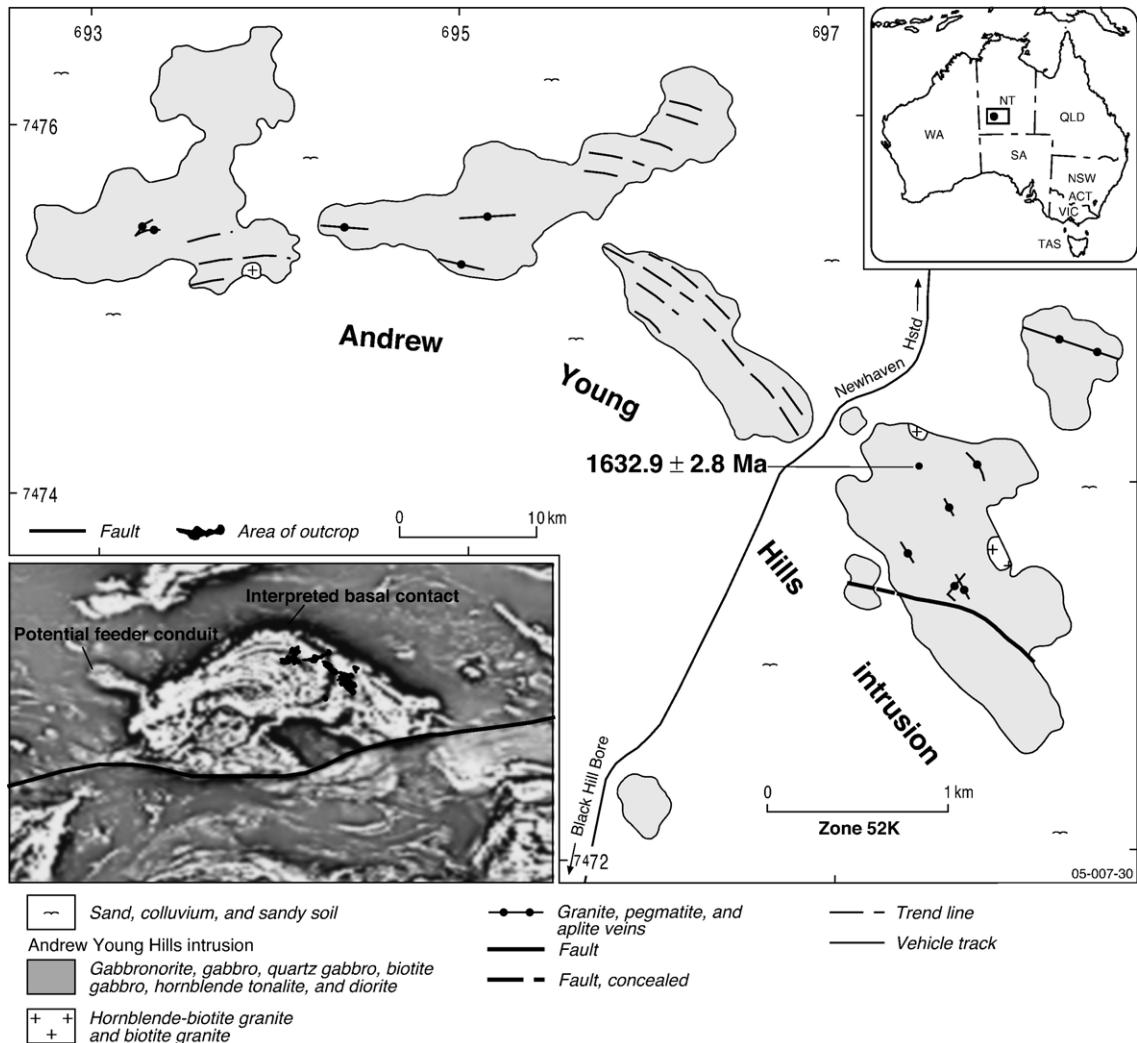 693
695
697
7476
7474
7472
WA
NT
QLD
SA
NSW
ACT
VIC
TAS
Andrew
Young
Hills
intrusion
Newhaven Hstd
1632.9 ± 2.8 Ma
Black Hill Bore
0 1 km
Zone 52K
05-007-30
Fault
Area of outcrop
0 10 km
Interpreted basal contact
Potential feeder conduit
Sand, colluvium, and sandy soil
Andrew Young Hills intrusion
Gabbronorite, gabbro, quartz gabbro, biotite
gabbro, hornblende tonalite, and diorite
Hornblende-biotite granite
and biotite granite
Granite, pegmatite, and
aplite veins
Fault
Fault, concealed
Trend line
Vehicle track